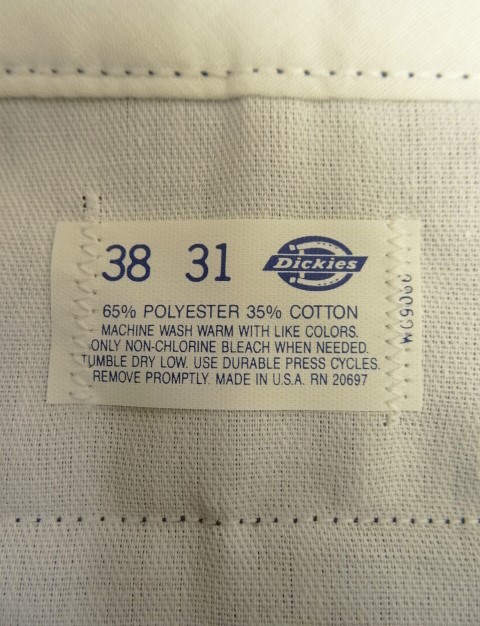 38 31 Dickies
65% POLYESTER 35% COTTON
MACHINE WASH WARM WITH LIKE COLORS.
ONLY NON-CHLORINE BLEACH WHEN NEEDED.
TUMBLE DRY LOW. USE DURABLE PRESS CYCLES.
REMOVE PROMPTLY. MADE IN U.S.A. RN 20697